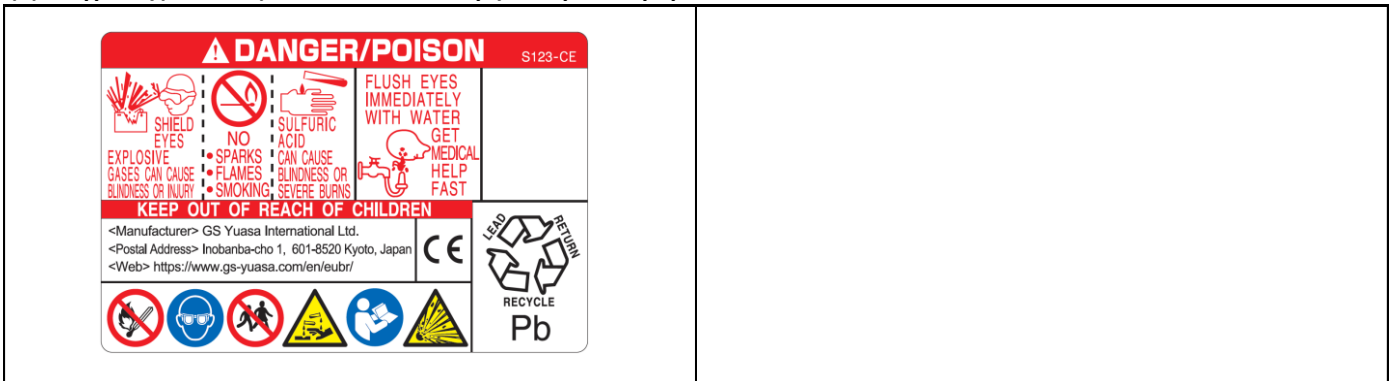 DANGER/POISON
S123-CE
SHIELD
EYES
EXPLOSIVE
GASES CAN CAUSE
BLINDNESS OR INJURY
NO
• SPARKS
• FLAMES
• SMOKING
SULFURIC
ACID
CAN CAUSE
BLINDNESS OR
SEVERE BURNS
FLUSH EYES
IMMEDIATELY
WITH WATER
GET
MEDICAL
HELP
FAST
KEEP OUT OF REACH OF CHILDREN
<Manufacturer> GS Yuasa International Ltd.
<Postal Address> Inobanba-cho 1, 601-8520 Kyoto, Japan
<Web> https://www.gs-yuasa.com/en/eubr/
CE
LEAD
RETURN
RECYCLE
Pb